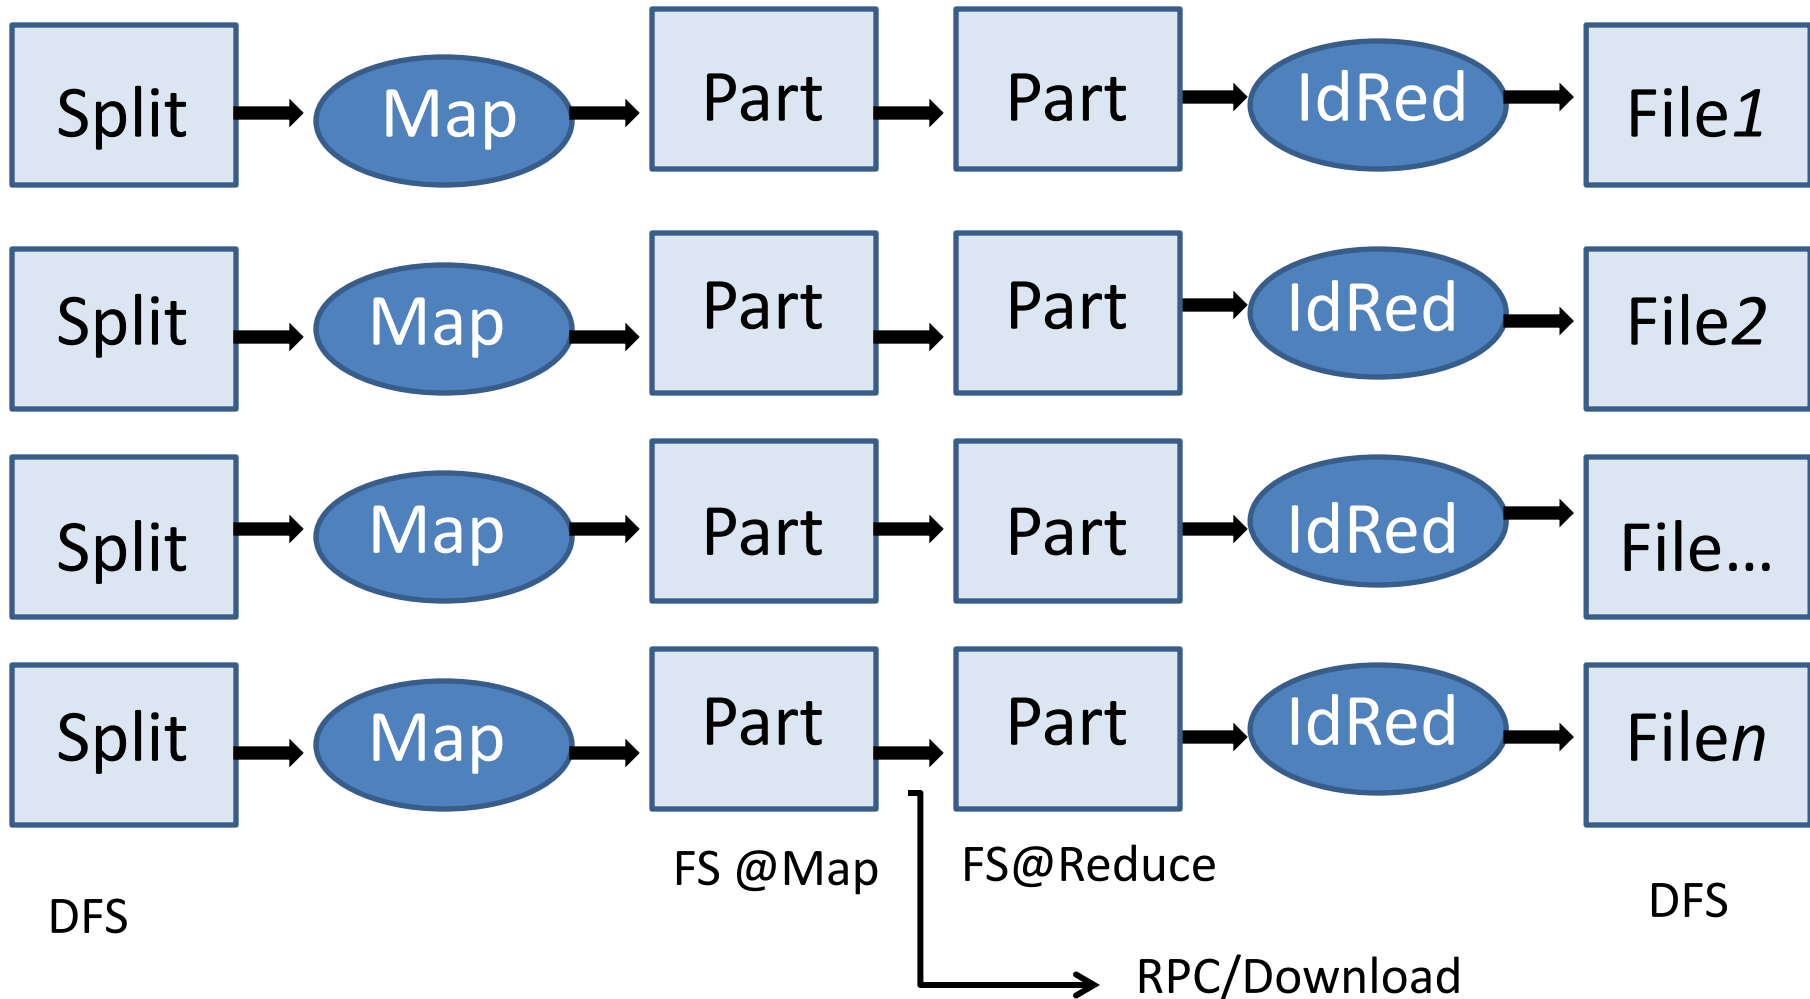 Split Map Part Part IdRed File1
Split Map Part Part IdRed File2
Split Map Part Part IdRed File...
Split Map Part Part IdRed Filen
FS @Map FS@Reduce
DFS DFS
RPC/Download